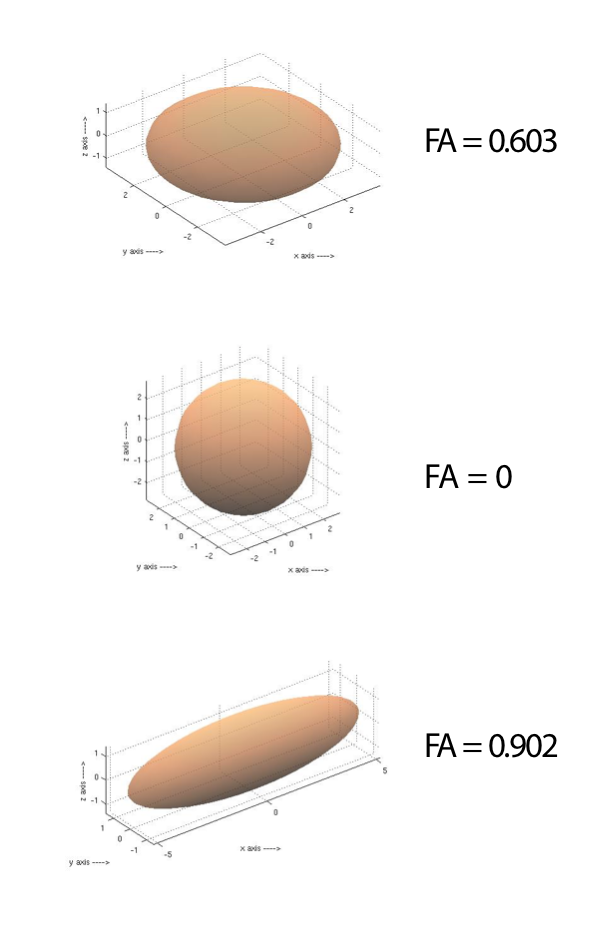 1
0
-1
z axis ---->
2
0
-2
y axis ---->
-2
0
2
x axis ---->
FA = 0.603
2
1
0
-1
-2
z axis ---->
2
1
0
-1
-2
y axis ---->
-2
-1
0
1
2
x axis ---->
FA = 0
1
0
-1
z axis ---->
1
0
-1
y axis ---->
-5
0
5
x axis ---->
FA = 0.902